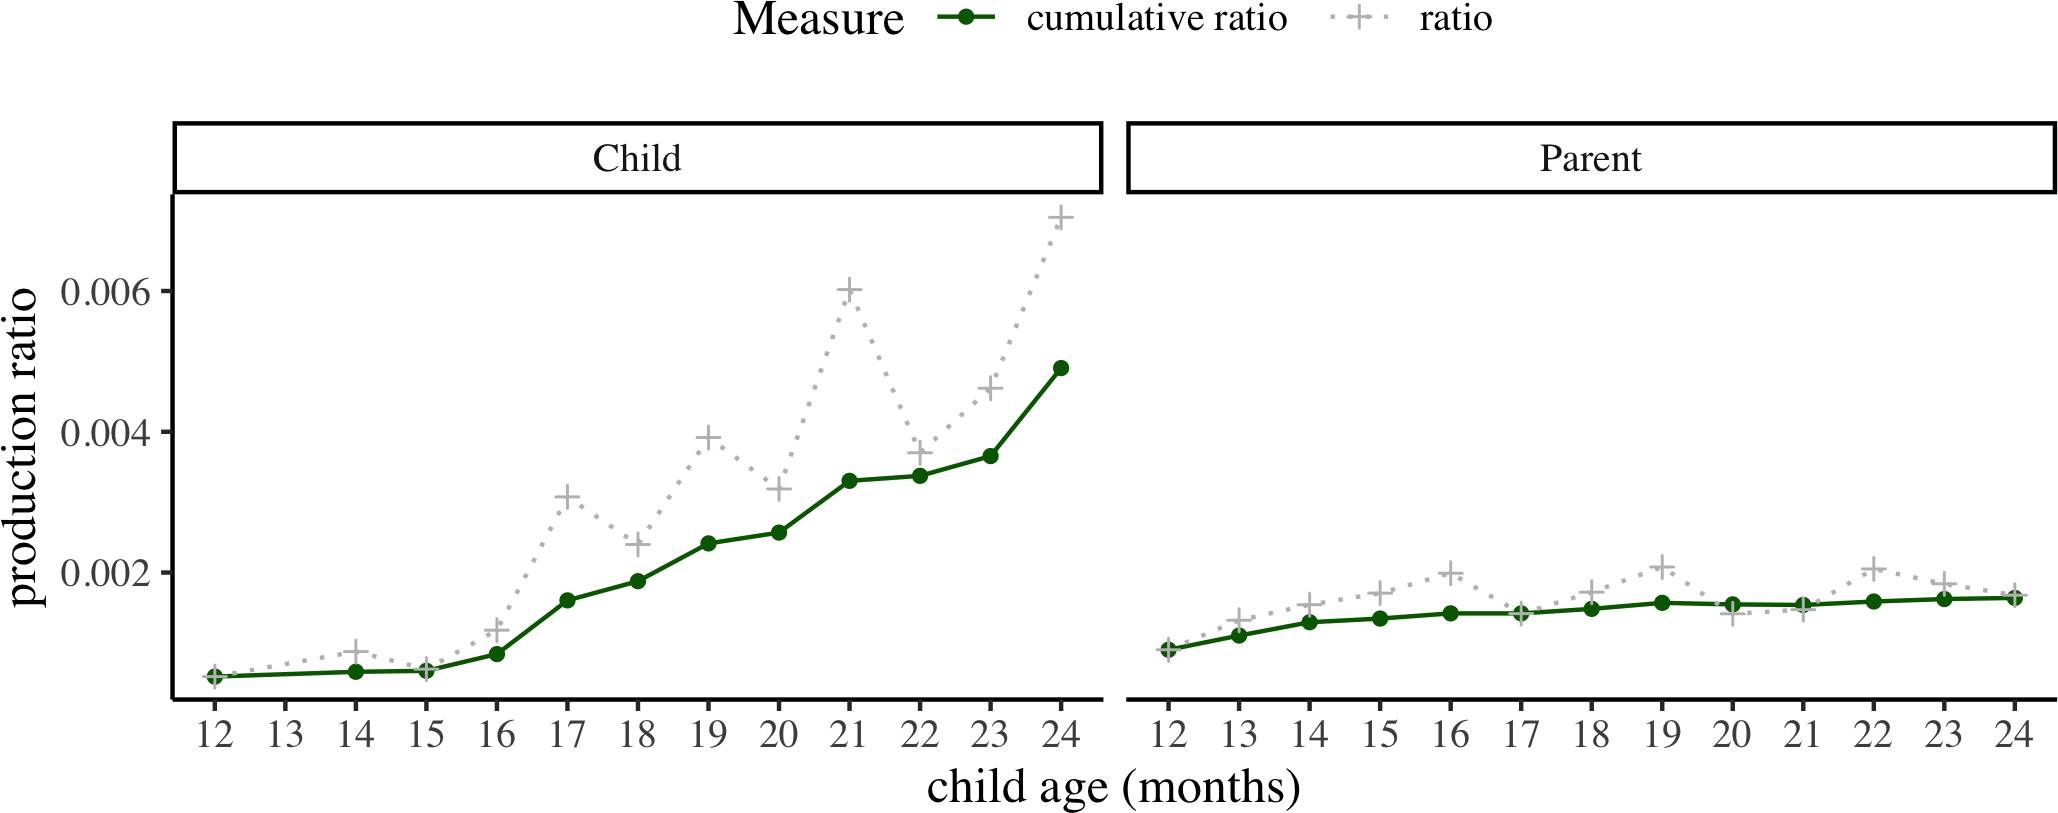 Measure cumulative ratio ratio
Child Parent
production ratio
0.006
0.004
0.002
12 13 14 15 16 17 18 19 20 21 22 23 24 12 13 14 15 16 17 18 19 20 21 22 23 24
child age (months)